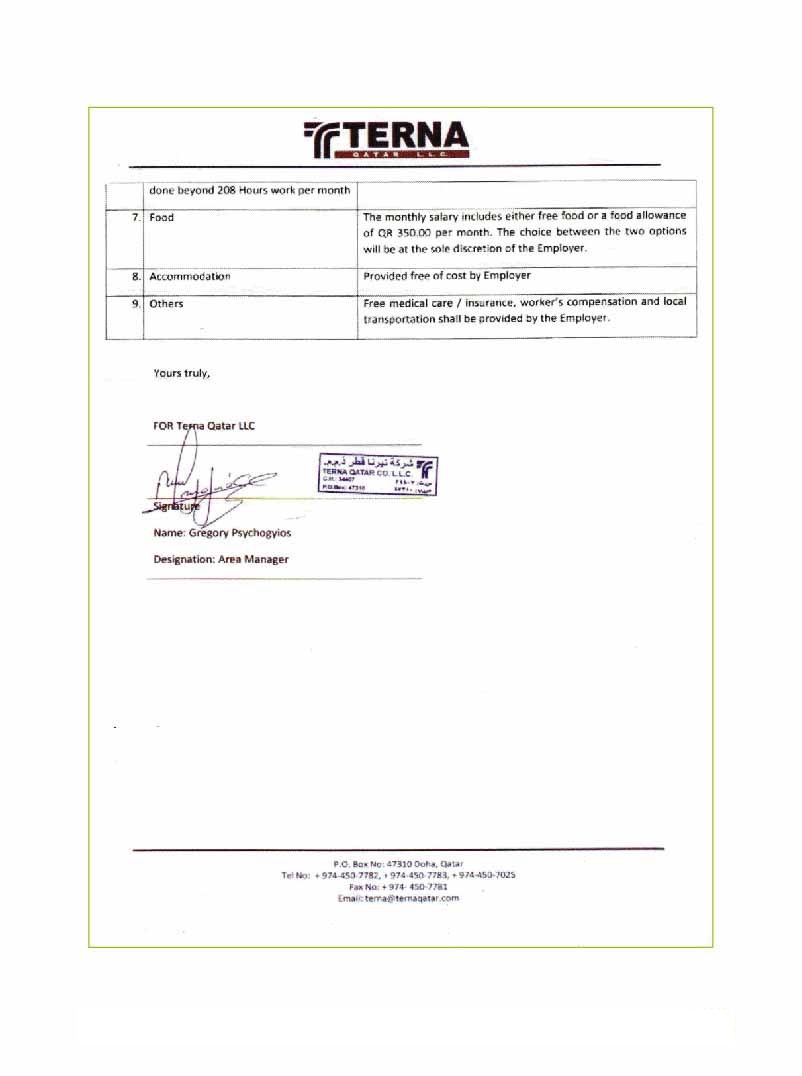 TERNA
QATAR L.L.C.
done beyond 208 Hours work per month
7. Food
The monthly salary includes either free food or a food allowance
of QR 350.00 per month. The choice between the two options
will be at the sole discretion of the Employer.
8. Accommodation
Provided free of cost by Employer
9. Others
Free medical care / insurance, worker's compensation and local
transportation shall be provided by the Employer.
Yours truly,
FOR Terna Qatar LLC
شركة تيرنا قطر ذ.م.م.
TERNA QATAR CO. L.L.C.
P.O.Box: 47310
Signature
Name: Gregory Psychogyios
Designation: Area Manager
P.O. Box No: 47310 Doha, Qatar
Tel No: + 974-450-7782, + 974-450-7783, + 974-450-7025
Fax No: + 974- 450-7781
Email: terna@ternaqatar.com